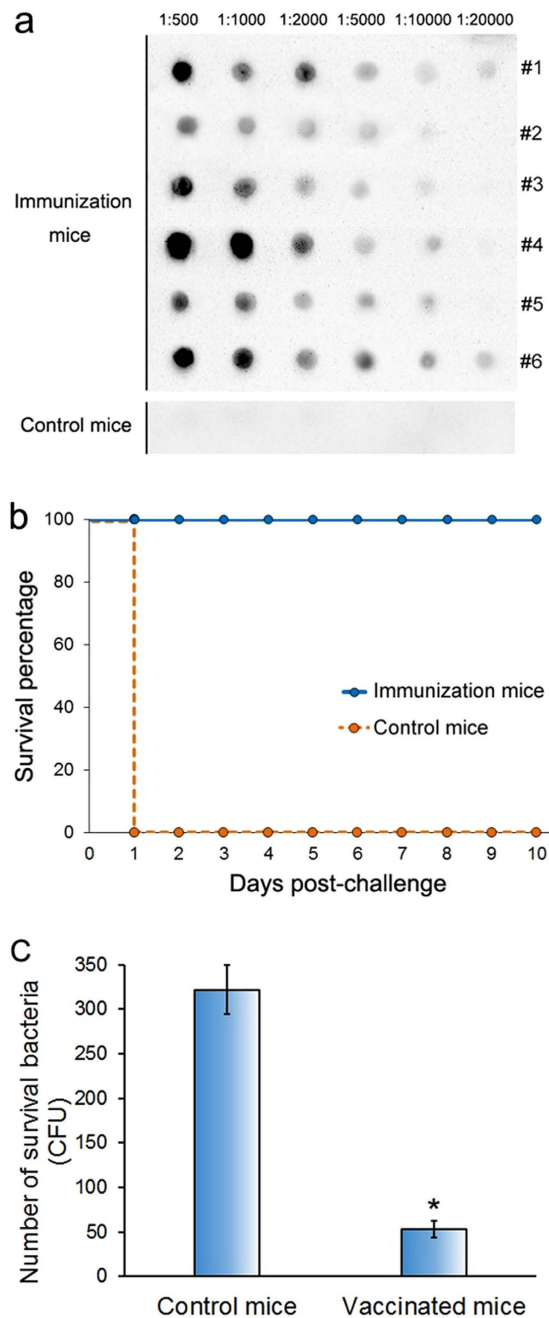 a
1:500 1:1000 1:2000 1:5000 1:10000 1:20000
#1
#2
#3
Immunization
mice
#4
#5
#6
Control mice
b
100
80
60
40
20
0
Survival percentage
Immunization mice
Control mice
0 1 2 3 4 5 6 7 8 9 10
Days post-challenge
C
350
300
250
200
150
100
50
0
Number of survival bacteria
(CFU)
*
Control mice Vaccinated mice